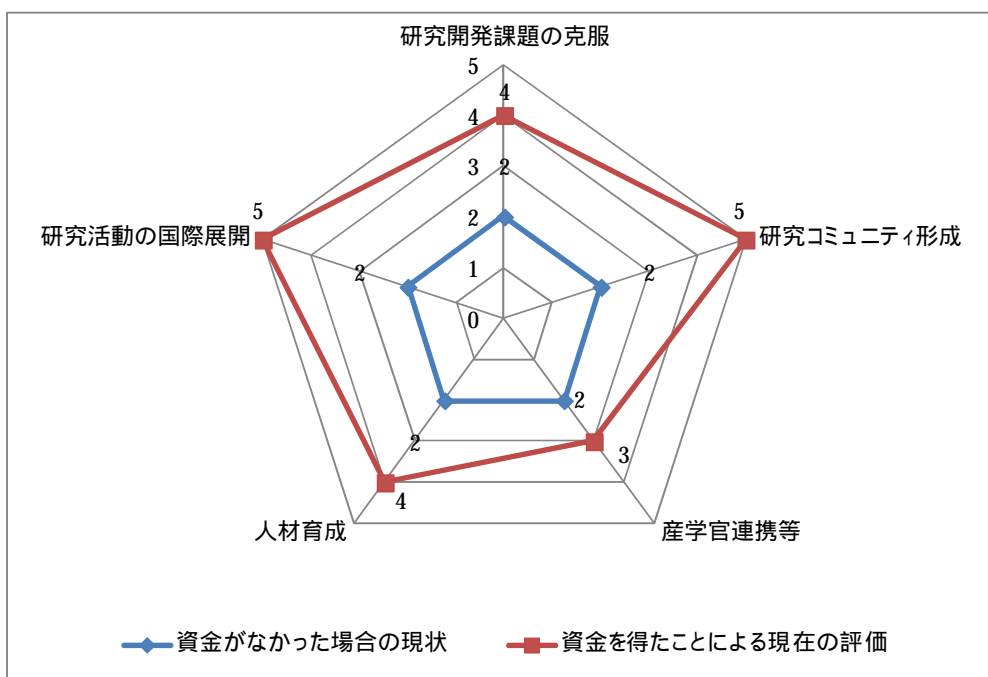 研究開発課題の克服
5
4
4
3
2
2
1
0
5
研究コミュニティ形成
2
5
研究活動の国際展開
2
2
3
産学官連携等
2
4
人材育成
資金がなかった場合の現状
資金を得たことによる現在の評価